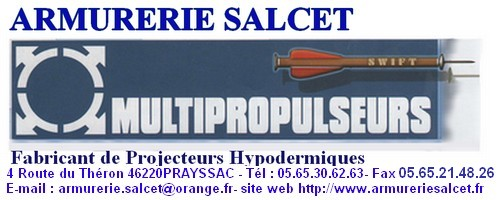 ARMURERIE SALCET
SWIFT
MULTIPROPULSEURS
Fabricant de Projecteurs Hypodermiques
4 Route du Théron 46220PRAYSSAC - Tél : 05.65.30.62.63- Fax 05.65.21.48.26
E-mail : armurerie.salcet@orange.fr- site web http://www.armureriesalcet.fr